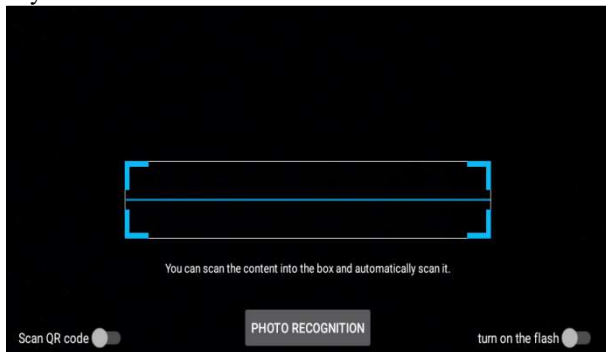 You can scan the content into the box and automatically scan it.
PHOTO RECOGNITION
Scan QR code
turn on the flash